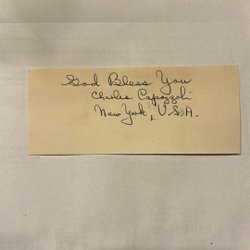 God Bless You
Charles Capozzoli
New York, U.S.A.